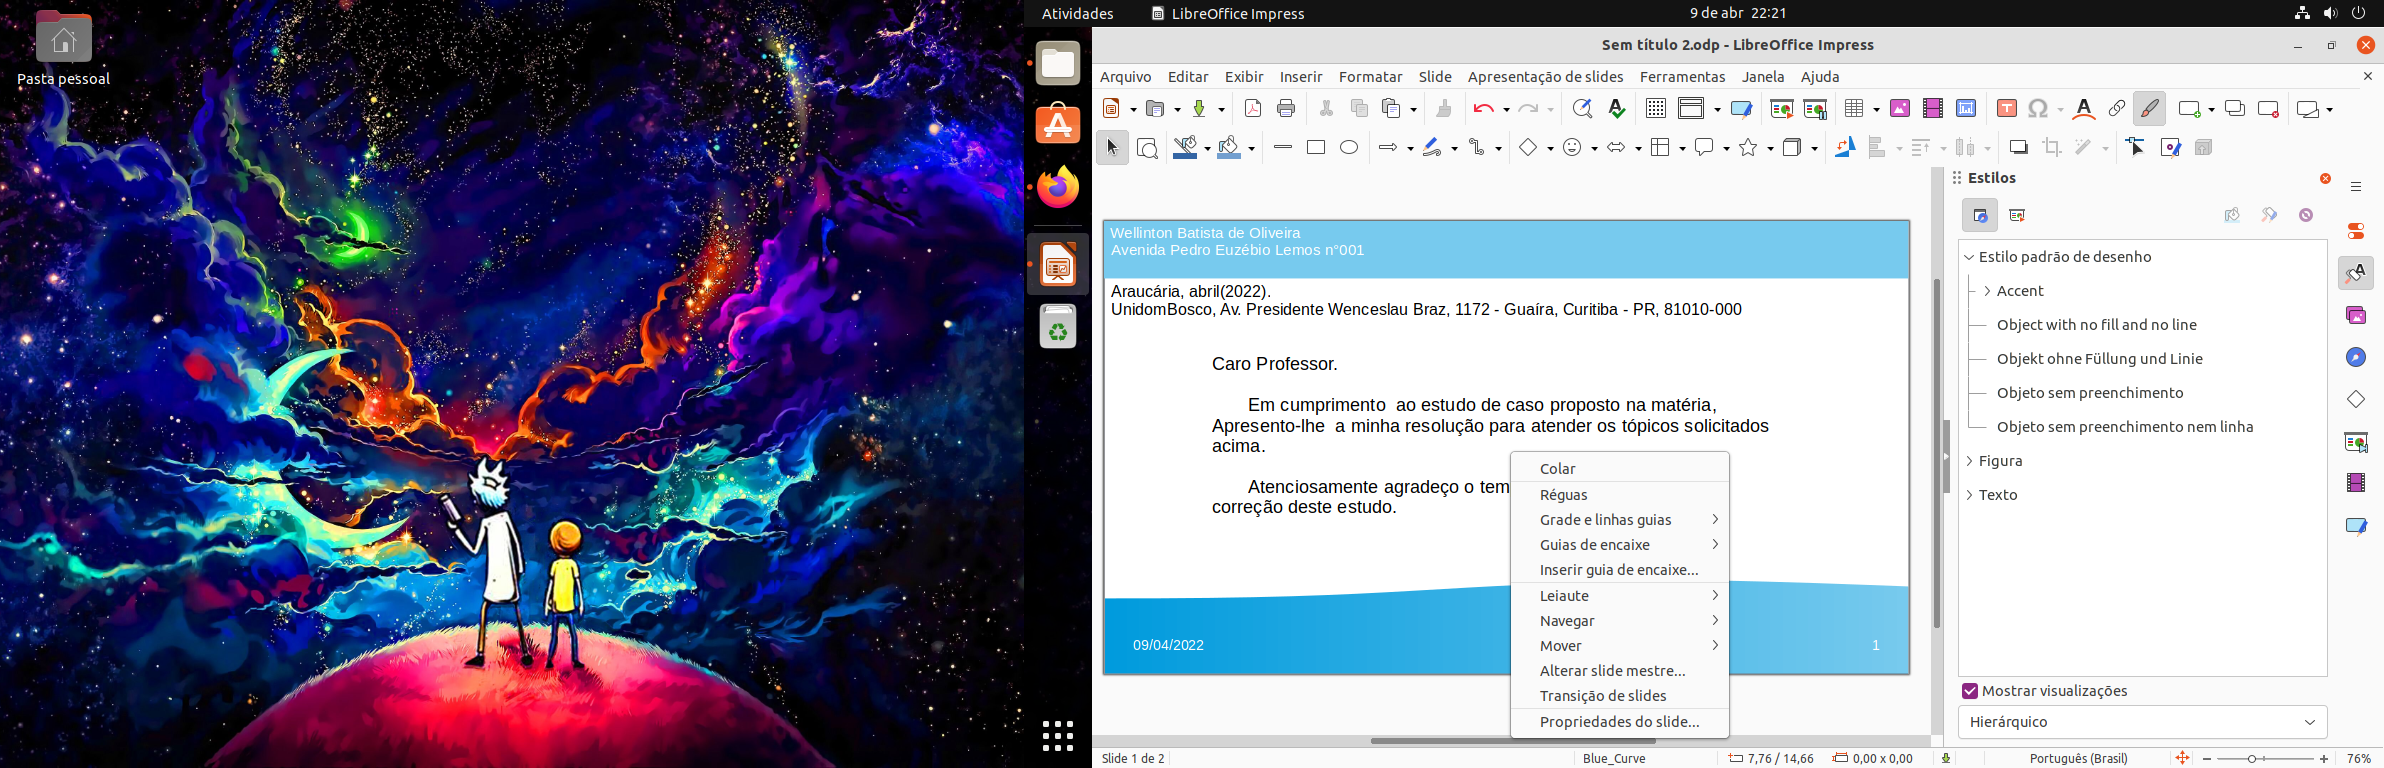 Pasta pessoal
Atividades
LibreOffice Impress
9 de abr 22:21
Sem título 2.odp - LibreOffice Impress
Arquivo Editar Exibir Inserir Formatar Slide Apresentação de slides Ferramentas Janela Ajuda
Wellinton Batista de Oliveira
Avenida Pedro Euzébio Lemos n°001
Araucária, abril(2022).
UnidomBosco, Av. Presidente Wenceslau Braz, 1172 - Guaíra, Curitiba - PR, 81010-000
Caro Professor.
Em cumprimento  ao estudo de caso proposto na matéria,
Apresento-lhe  a minha resolução para atender os tópicos solicitados
acima.
Atenciosamente agradeço o tem
correção deste estudo.
09/04/2022
1
Colar
Réguas
Grade e linhas guias
Guias de encaixe
Inserir guia de encaixe...
Leiaute
Navegar
Mover
Alterar slide mestre...
Transição de slides
Propriedades do slide...
Estilos
Estilo padrão de desenho
Accent
Object with no fill and no line
Objekt ohne Füllung und Linie
Objeto sem preenchimento
Objeto sem preenchimento nem linha
Figura
Texto
Mostrar visualizações
Hierárquico
Slide 1 de 2
Blue_Curve
7,76 / 14,66
0,00 x 0,00
Português (Brasil)
76%